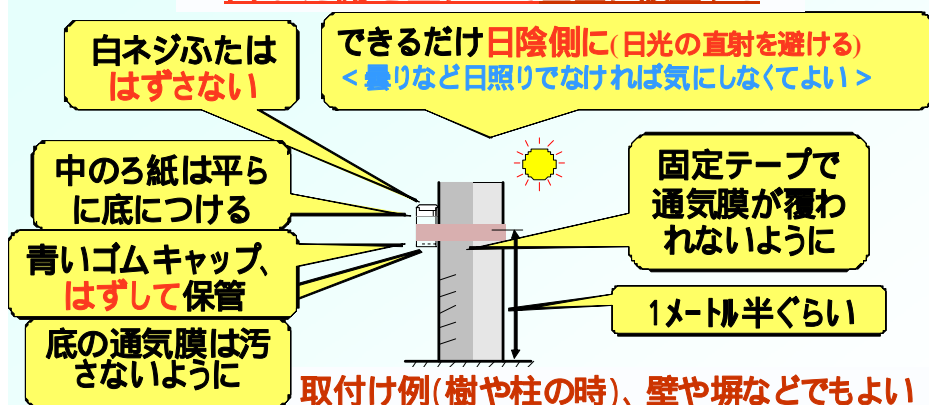 白ネジふたは
はずさない
できるだけ日陰側に(日光の直射を避ける)
<曇りなど日照りでなければ気にしなくてよい>
中のろ紙は平ら
に底につける
固定テープで
通気膜が覆わ
れないように
青いゴムキャップ、
はずして保管
1メートル半ぐらい
底の通気膜は汚
さないように
取付け例(樹や柱の時)、壁や塀などでもよい